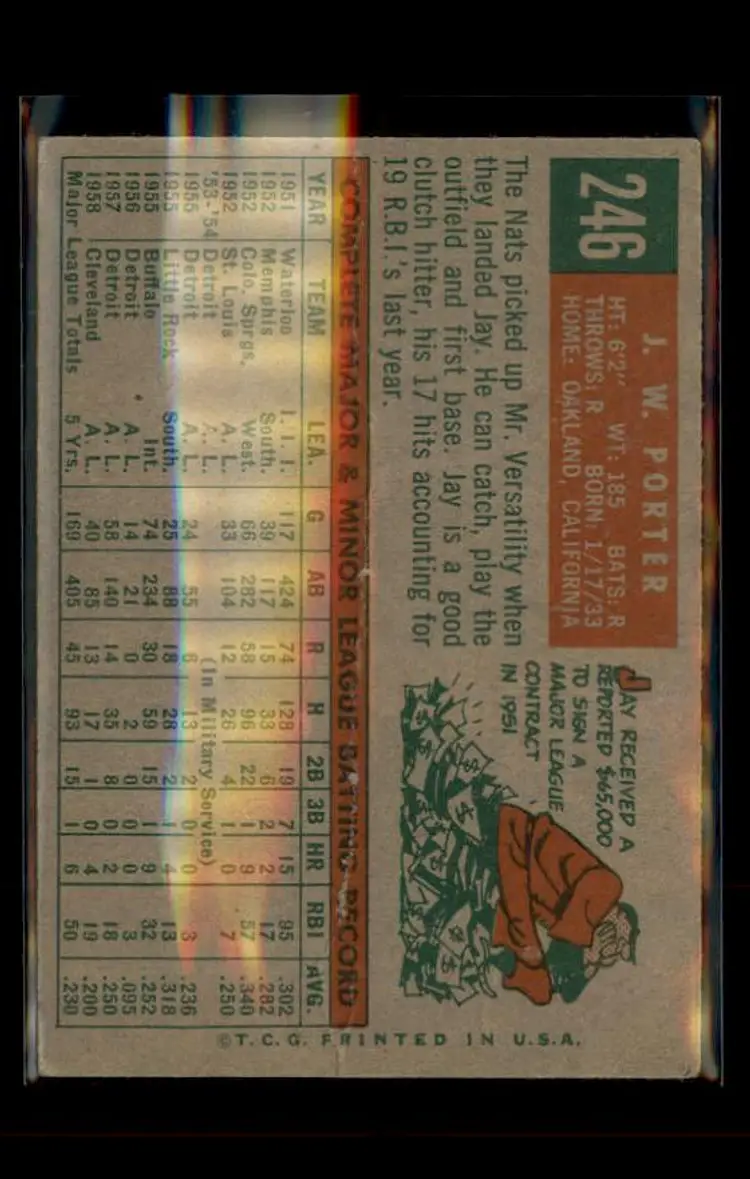 246
J. W. PORTER
HT: 6'2" WT: 185 BATS: R
THROWS: R BORN: 1/17/33
HOME: OAKLAND, CALIFORNIA
The Nats picked up Mr. Versatility when
they landed Jay. He can catch, play the
outfield and first base. Jay is a good
clutch hitter, his 17 hits accounting for
19 R.B.I.'s last year.
JAY RECEIVED A
REPORTED $65,000
TO SIGN A
MAJOR LEAGUE
CONTRACT
IN 1951
COMPLETE MAJOR & MINOR LEAGUE BATTING RECORD
YEAR TEAM LEA. G AB R H 2B 3B HR RBI AVG.
1951 Waterloo I. I. I. 117 424 74 128 19 7 15 95 .302
1952 Memphis South. 39 117 15 33 6 2 2 17 .282
1952 Colo. Sprgs. West. 66 282 58 96 22 1 9 57 .340
1952 St. Louis A. L. 33 104 12 26 4 1 0 7 .250
'53-'54 Detroit A. L. (In Military Service)
1955 Detroit A. L. 24 55 6 13 2 0 0 3 .236
1955 Little Rock South. 25 88 18 28 2 1 4 13 .318
1955 Buffalo Int. 74 234 30 59 15 1 9 32 .252
1956 Detroit A. L. 14 21 0 2 0 0 0 3 .095
1957 Detroit A. L. 58 140 14 35 8 0 2 18 .250
1958 Cleveland A. L. 40 85 13 17 1 0 4 19 .200
Major League Totals 5 Yrs. 169 405 45 93 15 1 6 50 .230
©T.C.G. PRINTED IN U.S.A.